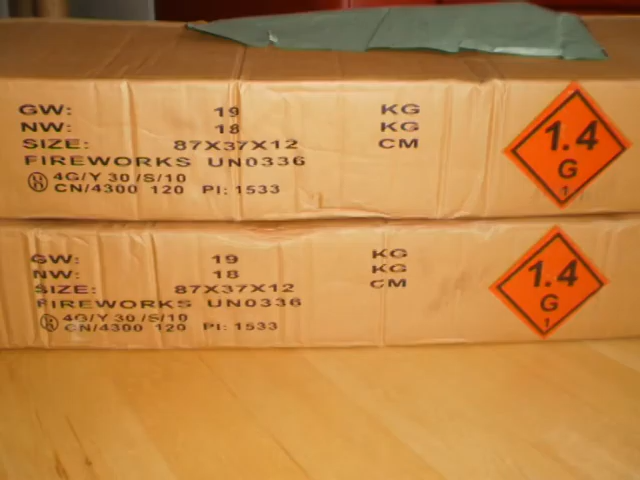 GW: 19 KG
NW: 18 KG
SIZE: 87X37X12 CM
FIREWORKS UN0336
4G/Y 30 /S/10
CN/4300 120 PI: 1533
1.4
G
1
GW: 19 KG
NW: 18 KG
SIZE: 87X37X12 CM
FIREWORKS UN0336
4G/Y 30 /S/10
CN/4300 120 PI: 1533
1.4
G
1